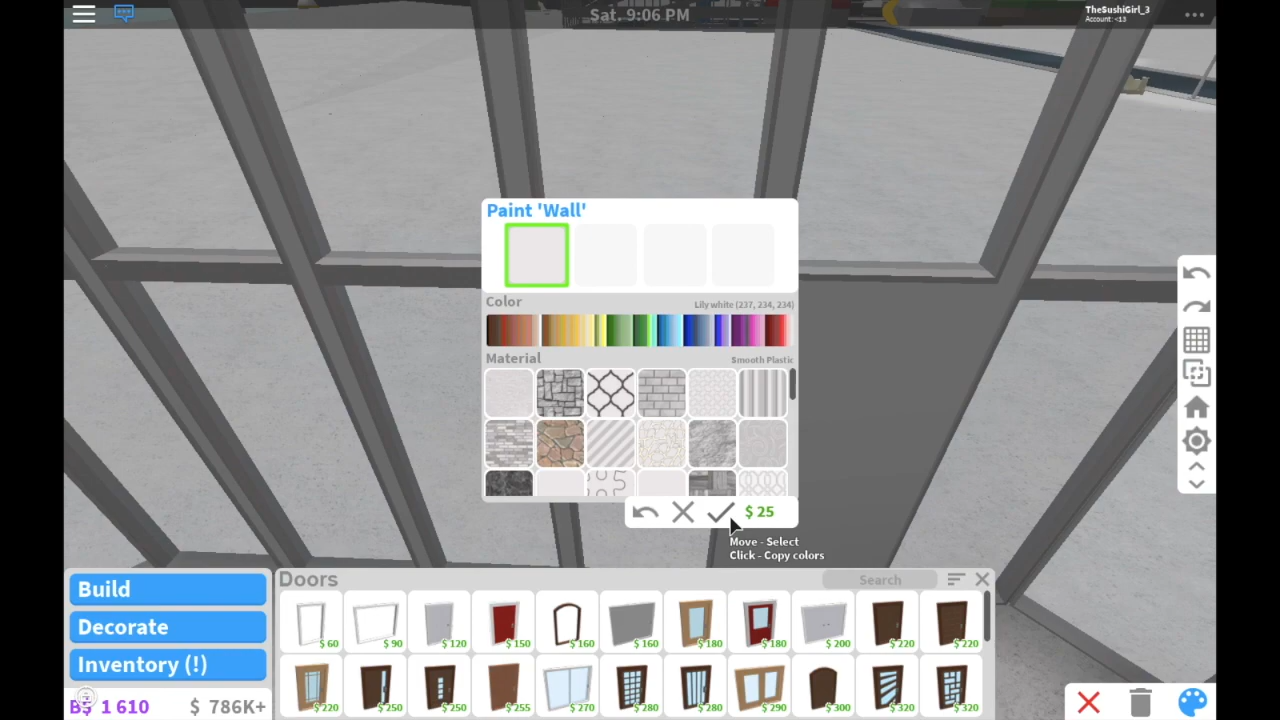 Sat. 9:06 PM
TheSushiGirl_3
Account: <13
Paint 'Wall'
Color
Lily white (237, 234, 234)
Material
Smooth Plastic
$ 25
Move - Select
Click - Copy colors
Build
Decorate
Inventory (!)
B$ 1 610
$ 786K+
Doors
Search
$ 60
$ 90
$ 120
$ 150
$ 160
$ 160
$ 180
$ 180
$ 200
$ 220
$ 220
$ 220
$ 250
$ 250
$ 255
$ 270
$ 280
$ 280
$ 290
$ 300
$ 320
$ 320